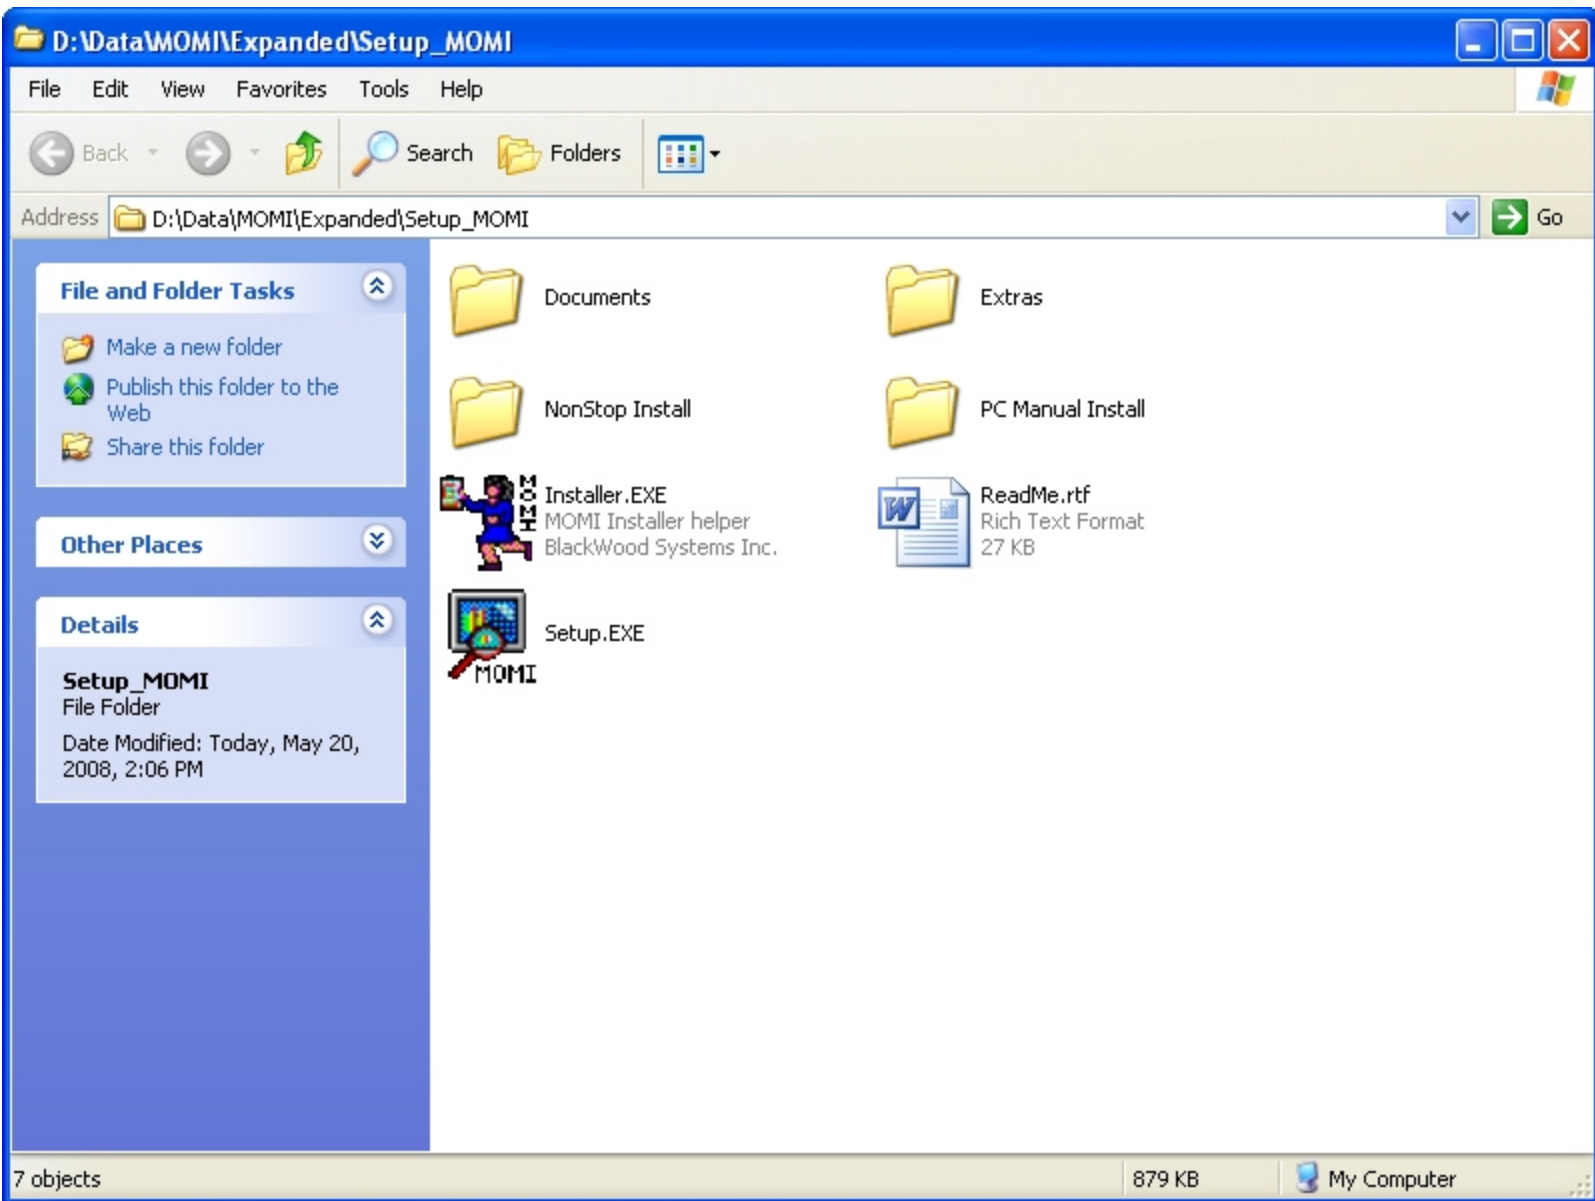 D:\Data\MOMI\Expanded\Setup_MOMI
File Edit View Favorites Tools Help
Back Search Folders
Address D:\Data\MOMI\Expanded\Setup_MOMI Go
File and Folder Tasks
Make a new folder
Publish this folder to the
Web
Share this folder
Other Places
Details
Setup_MOMI
File Folder
Date Modified: Today, May 20,
2008, 2:06 PM
Documents
Extras
NonStop Install
PC Manual Install
MOMI
Installer.EXE
MOMI Installer helper
BlackWood Systems Inc.
W
ReadMe.rtf
Rich Text Format
27 KB
MOMI
Setup.EXE
7 objects 879 KB My Computer